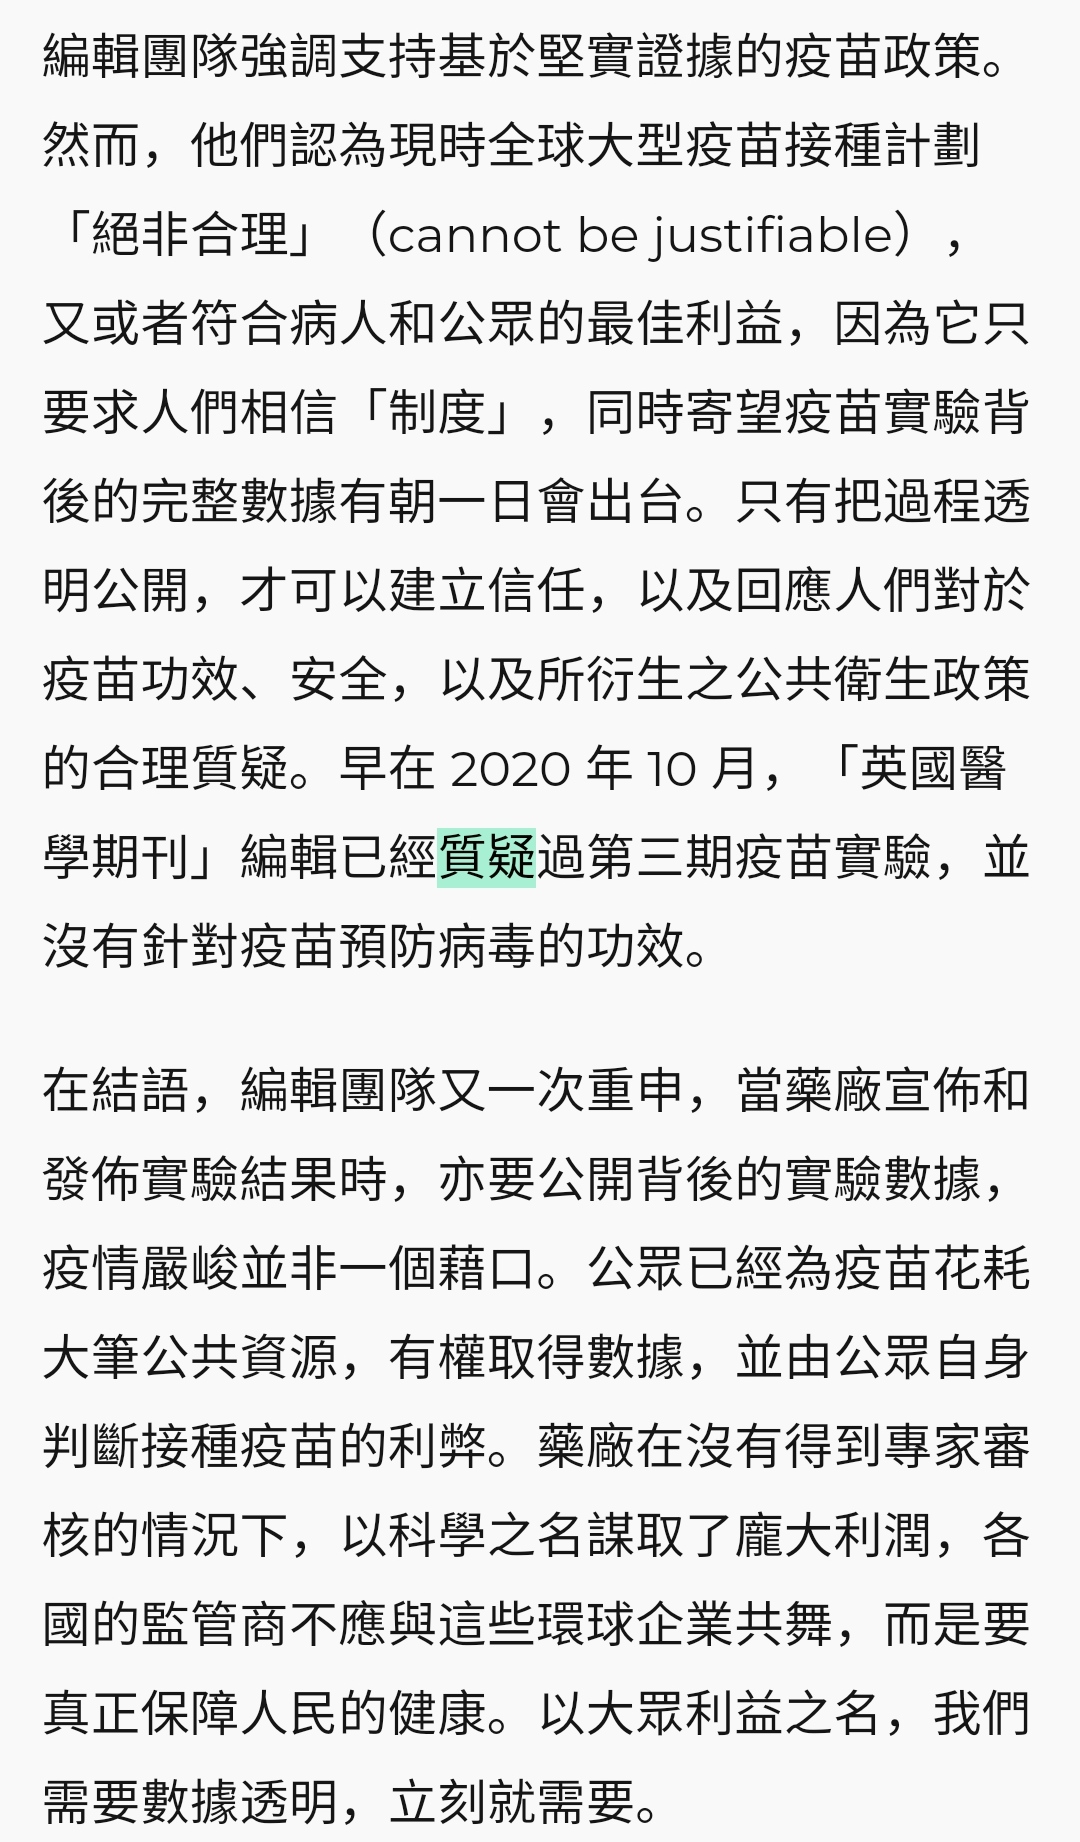 編輯團隊強調支持基於堅實證據的疫苗政策。
然而，他們認為現時全球大型疫苗接種計劃
「絕非合理」（cannot be justifiable），
又或者符合病人和公眾的最佳利益，因為它只
要求人們相信「制度」，同時寄望疫苗實驗背
後的完整數據有朝一日會出台。只有把過程透
明公開，才可以建立信任，以及回應人們對於
疫苗功效、安全，以及所衍生之公共衛生政策
的合理質疑。早在 2020 年 10 月，「英國醫
學期刊」編輯已經質疑過第三期疫苗實驗，並
沒有針對疫苗預防病毒的功效。
在結語，編輯團隊又一次重申，當藥廠宣佈和
發佈實驗結果時，亦要公開背後的實驗數據，
疫情嚴峻並非一個藉口。公眾已經為疫苗花耗
大筆公共資源，有權取得數據，並由公眾自身
判斷接種疫苗的利弊。藥廠在沒有得到專家審
核的情況下，以科學之名謀取了龐大利潤，各
國的監管商不應與這些環球企業共舞，而是要
真正保障人民的健康。以大眾利益之名，我們
需要數據透明，立刻就需要。